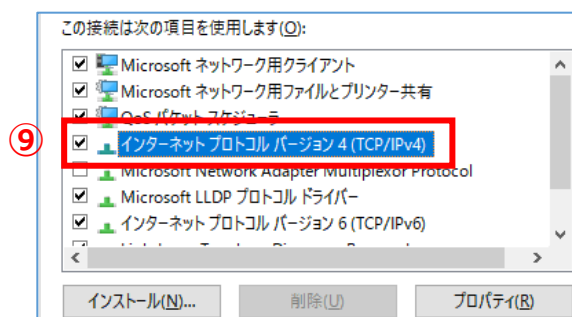 この接続は次の項目を使用します(O):
Microsoft ネットワーク用クライアント
Microsoft ネットワーク用ファイルとプリンター共有
QoS パケット スケジューラ
⑨
インターネット プロトコル バージョン 4 (TCP/IPv4)
Microsoft Network Adapter Multiplexor Protocol
Microsoft LLDP プロトコル ドライバー
インターネット プロトコル バージョン 6 (TCP/IPv6)
インストール(N)...
削除(U)
プロパティ(R)